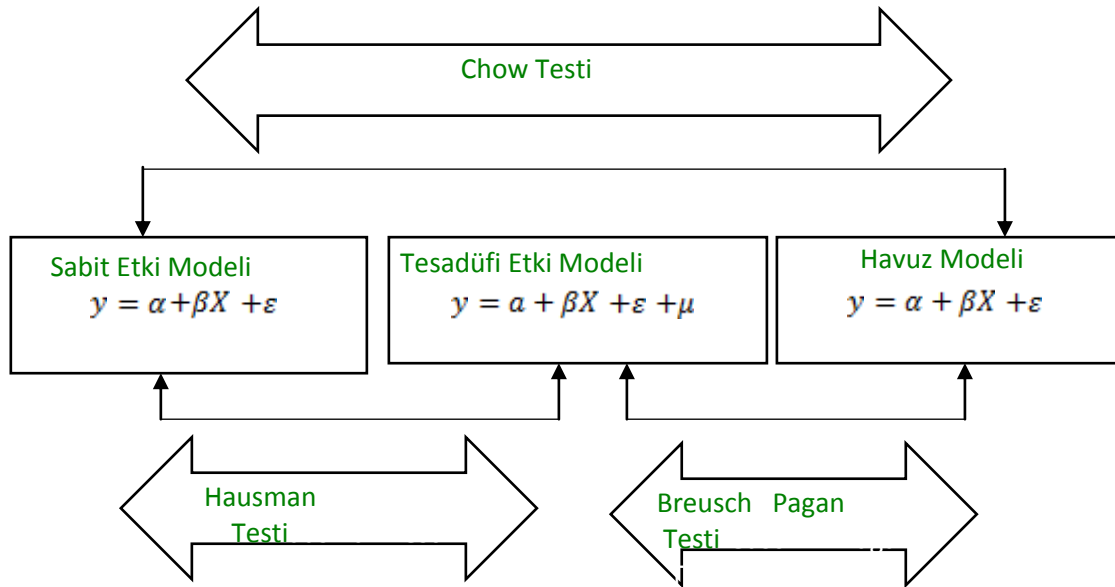 Chow Testi
Sabit Etki Modeli
y = α+βX +ε
Tesadüfi Etki Modeli
y = a + βX +ε +μ
Havuz Modeli
y = α + βX +ε
Hausman
Testi
Breusch Pagan
Testi